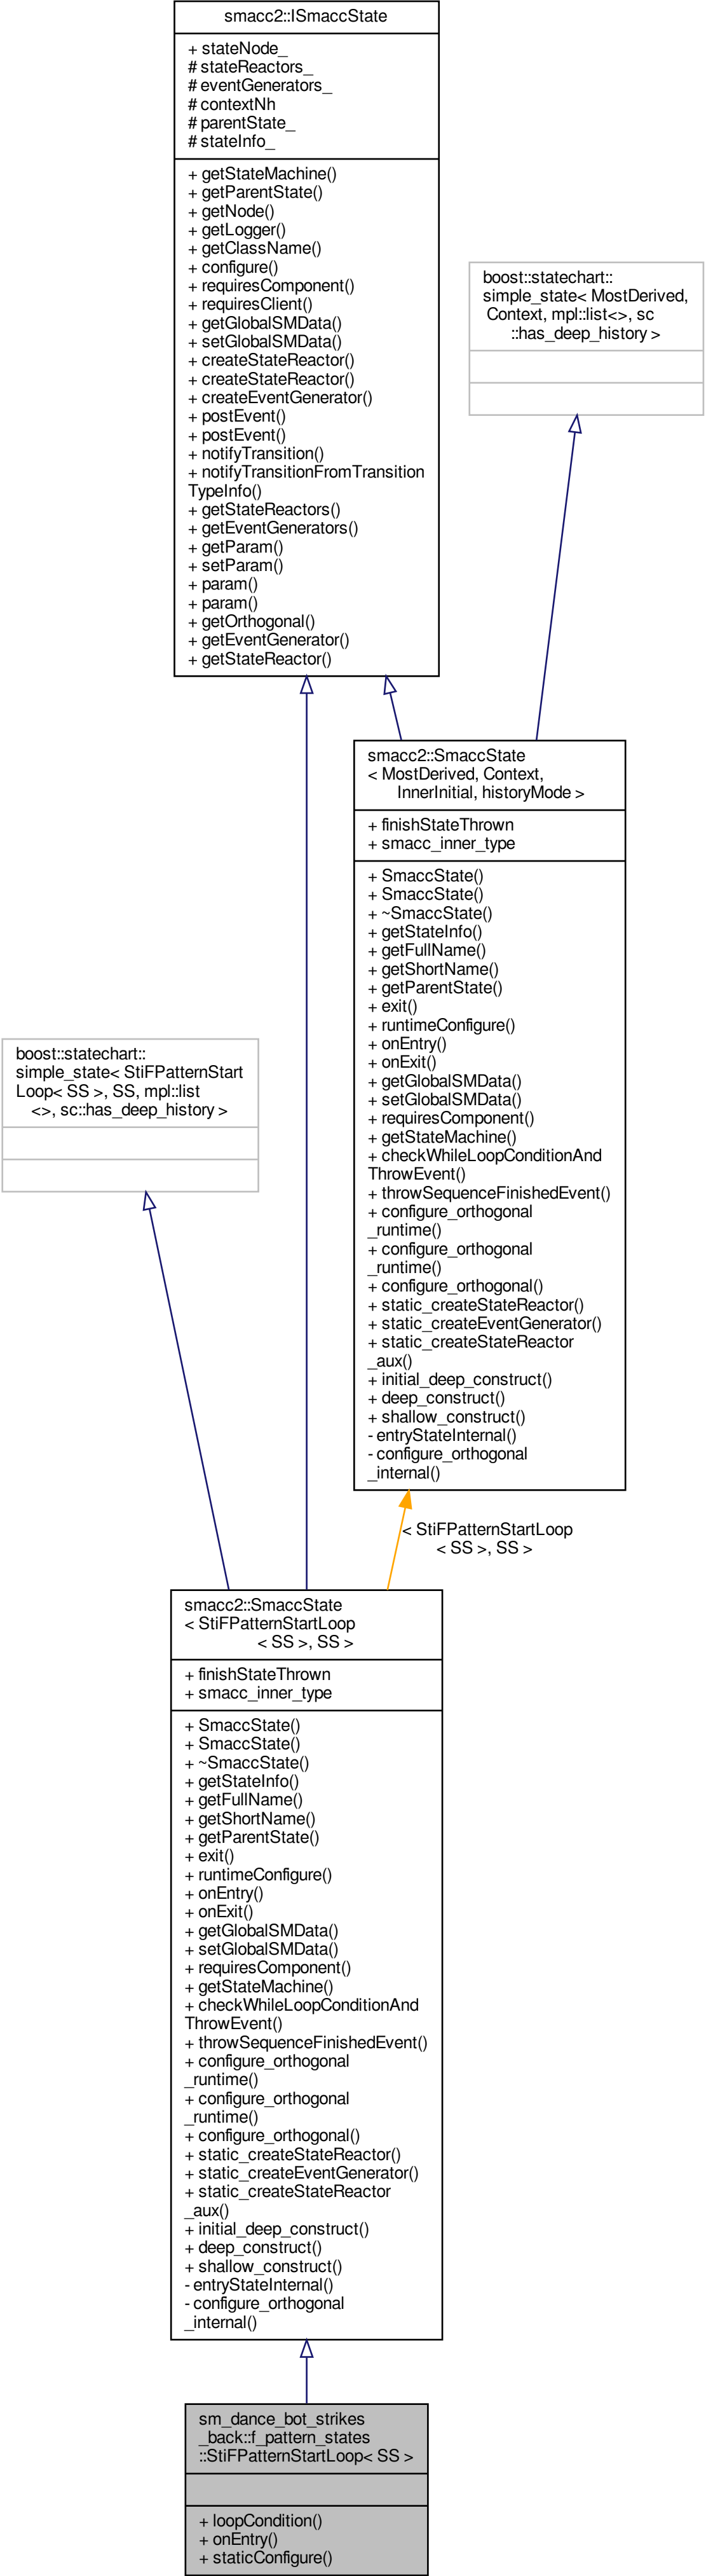 smacc2::ISmaccState
+ stateNode_
# stateReactors_
# eventGenerators_
# contextNh
# parentState_
# stateInfo_
+ getStateMachine()
+ getParentState()
+ getNode()
+ getLogger()
+ getClassName()
+ configure()
+ requiresComponent()
+ requiresClient()
+ getGlobalSMData()
+ setGlobalSMData()
+ createStateReactor()
+ createStateReactor()
+ createEventGenerator()
+ postEvent()
+ postEvent()
+ notifyTransition()
+ notifyTransitionFromTransition
TypeInfo()
+ getStateReactors()
+ getEventGenerators()
+ getParam()
+ setParam()
+ param()
+ param()
+ getOrthogonal()
+ getEventGenerator()
+ getStateReactor()
boost::statechart::
simple_state< MostDerived,
Context, mpl::list<>, sc
::has_deep_history >
smacc2::SmaccState
< MostDerived, Context,
InnerInitial, historyMode >
+ finishStateThrown
+ smacc_inner_type
+ SmaccState()
+ SmaccState()
+ ~SmaccState()
+ getStateInfo()
+ getFullName()
+ getShortName()
+ getParentState()
+ exit()
+ runtimeConfigure()
+ onEntry()
+ onExit()
+ getGlobalSMData()
+ setGlobalSMData()
+ requiresComponent()
+ getStateMachine()
+ checkWhileLoopConditionAnd
ThrowEvent()
+ throwSequenceFinishedEvent()
+ configure_orthogonal
_runtime()
+ configure_orthogonal
_runtime()
+ configure_orthogonal()
+ static_createStateReactor()
+ static_createEventGenerator()
+ static_createStateReactor
_aux()
+ initial_deep_construct()
+ deep_construct()
+ shallow_construct()
- entryStateInternal()
- configure_orthogonal
_internal()
boost::statechart::
simple_state< StiFPatternStart
Loop< SS >, SS, mpl::list
<>, sc::has_deep_history >
< StiFPatternStartLoop
< SS >, SS >
smacc2::SmaccState
< StiFPatternStartLoop
< SS >, SS >
+ finishStateThrown
+ smacc_inner_type
+ SmaccState()
+ SmaccState()
+ ~SmaccState()
+ getStateInfo()
+ getFullName()
+ getShortName()
+ getParentState()
+ exit()
+ runtimeConfigure()
+ onEntry()
+ onExit()
+ getGlobalSMData()
+ setGlobalSMData()
+ requiresComponent()
+ getStateMachine()
+ checkWhileLoopConditionAnd
ThrowEvent()
+ throwSequenceFinishedEvent()
+ configure_orthogonal
_runtime()
+ configure_orthogonal
_runtime()
+ configure_orthogonal()
+ static_createStateReactor()
+ static_createEventGenerator()
+ static_createStateReactor
_aux()
+ initial_deep_construct()
+ deep_construct()
+ shallow_construct()
- entryStateInternal()
- configure_orthogonal
_internal()
sm_dance_bot_strikes
_back::f_pattern_states
::StiFPatternStartLoop< SS >
+ loopCondition()
+ onEntry()
+ staticConfigure()